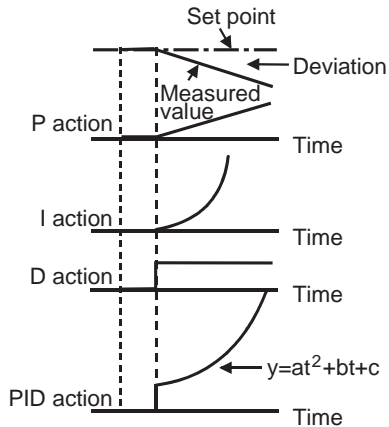 Set point
Deviation
Measured
value
P action
Time
I action
Time
D action
Time
y=at²+bt+c
PID action
Time